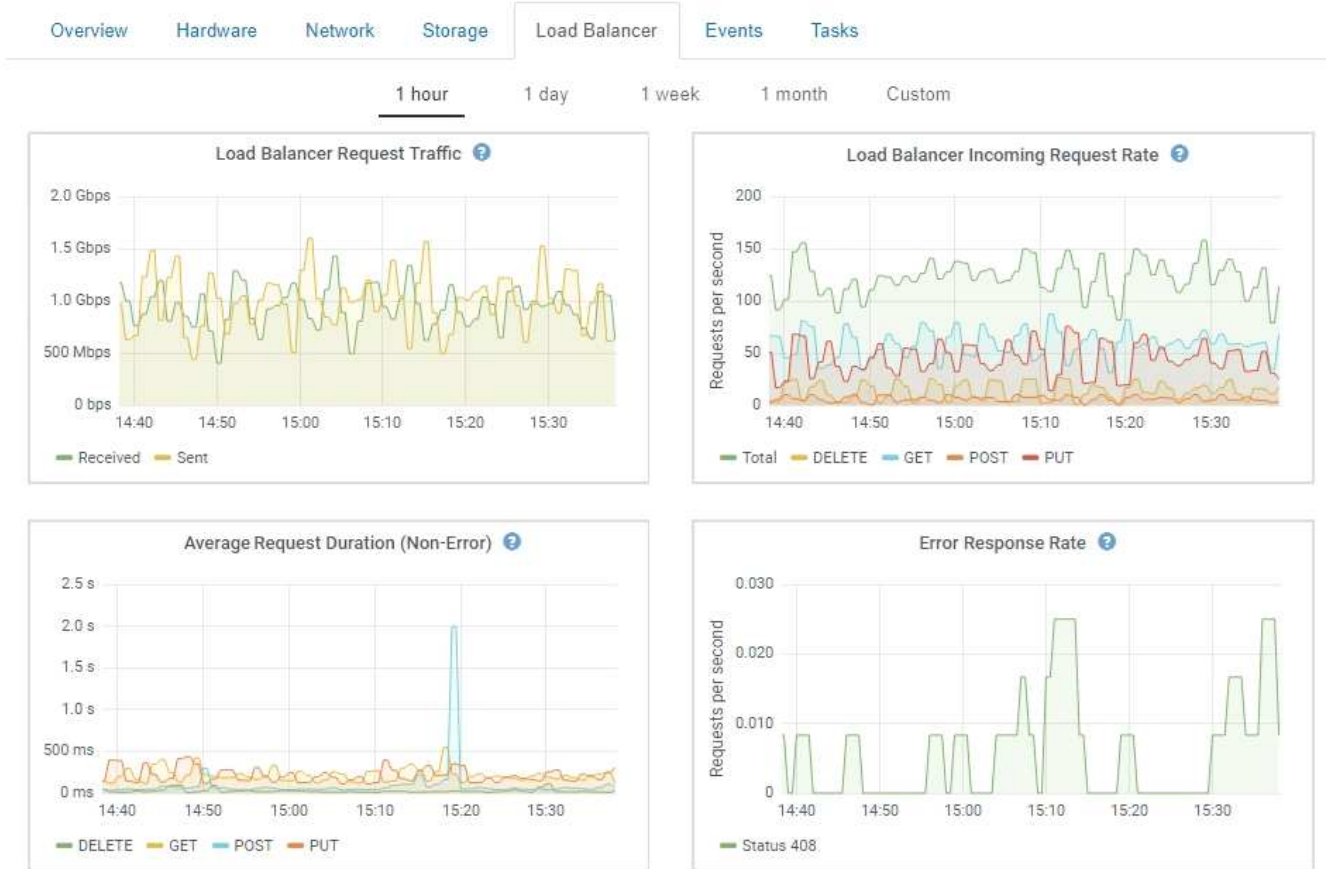 Overview Hardware Network Storage Load Balancer Events Tasks
1 hour 1 day 1 week 1 month Custom
Load Balancer Request Traffic ?
2.0 Gbps
1.5 Gbps
1.0 Gbps
500 Mbps
0 bps
14:40 14:50 15:00 15:10 15:20 15:30
Received Sent
Load Balancer Incoming Request Rate ?
Requests per second
200
150
100
50
0
14:40 14:50 15:00 15:10 15:20 15:30
Total DELETE GET POST PUT
Average Request Duration (Non-Error) ?
2.5 s
2.0 s
1.5 s
1.0 s
500 ms
0 ms
14:40 14:50 15:00 15:10 15:20 15:30
DELETE GET POST PUT
Error Response Rate ?
Requests per second
0.030
0.020
0.010
0
14:40 14:50 15:00 15:10 15:20 15:30
Status 408